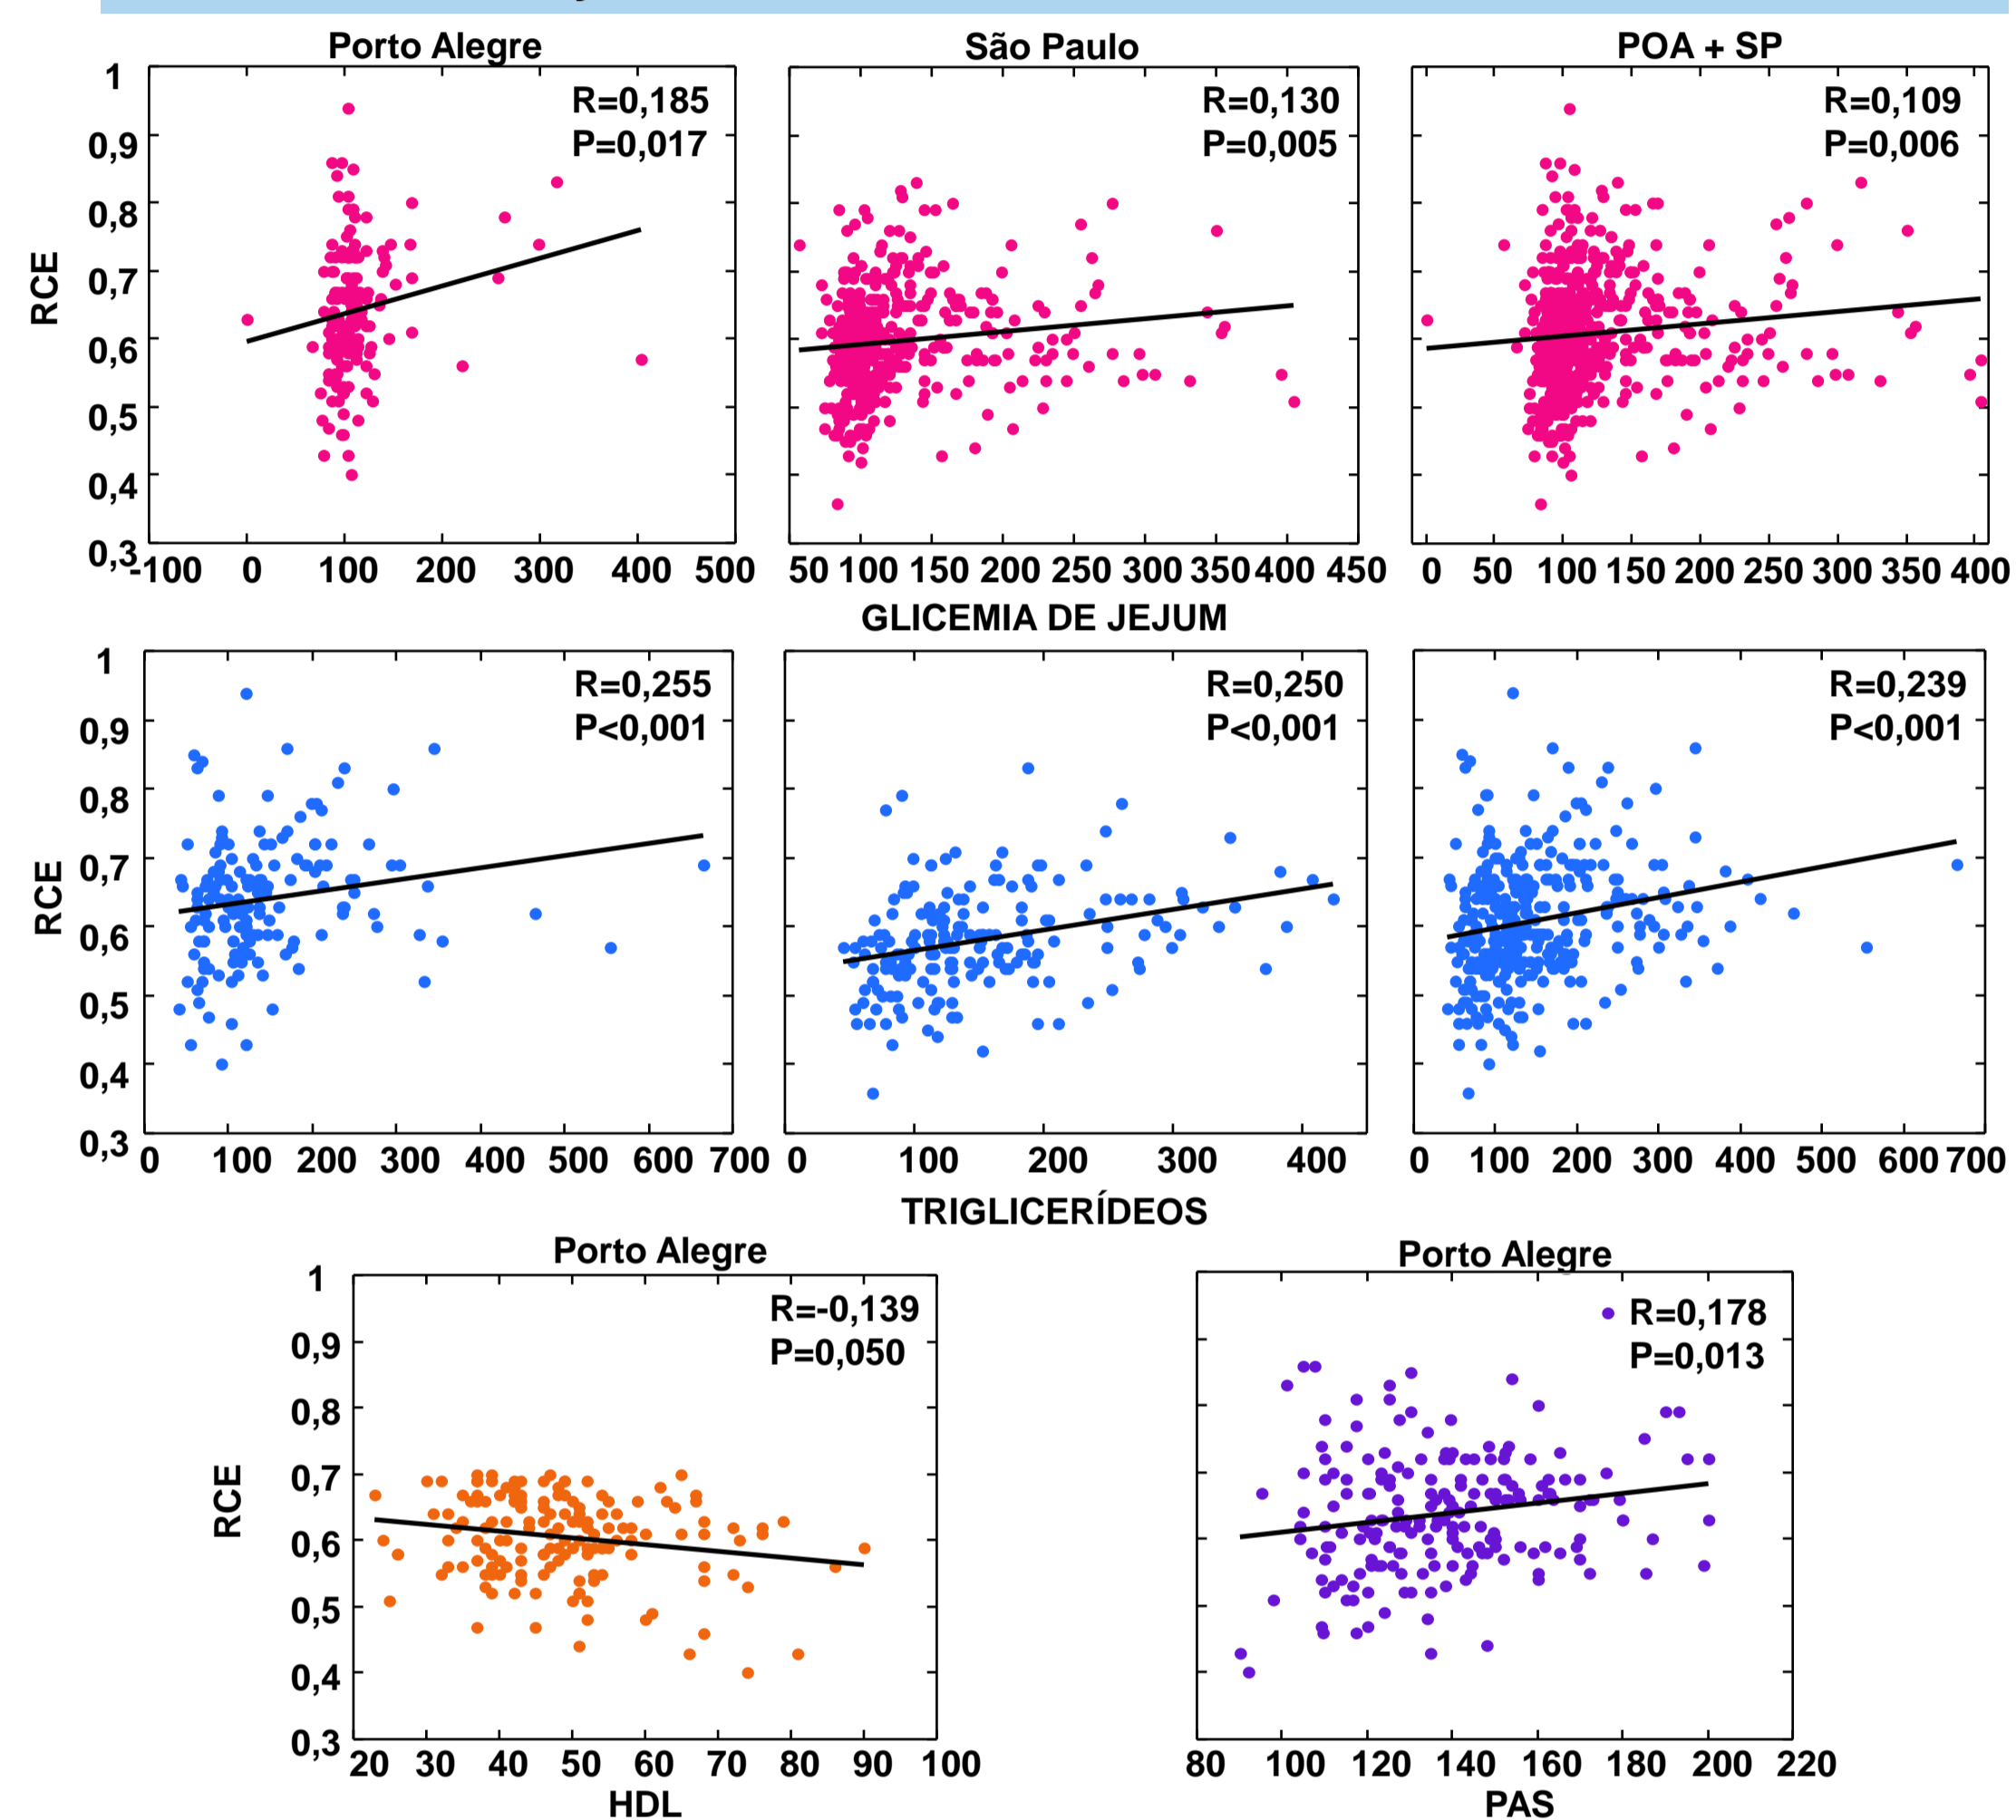 Porto Alegre
São Paulo
POA + SP
RCE
1
0,9
0,8
0,7
0,6
0,5
0,4
0,3
R=0,185
P=0,017
R=0,130
P=0,005
R=0,109
P=0,006
-100 0 100 200 300 400 500
50 100 150 200 250 300 350 400 450
0 50 100 150 200 250 300 350 400
GLICEMIA DE JEJUM
RCE
1
0,9
0,8
0,7
0,6
0,5
0,4
0,3
R=0,255
P<0,001
R=0,250
P<0,001
R=0,239
P<0,001
0 100 200 300 400 500 600 700
0 100 200 300 400
0 100 200 300 400 500 600 700
TRIGLICERÍDEOS
Porto Alegre
RCE
1
0,9
0,8
0,7
0,6
0,5
0,4
0,3
R=-0,139
P=0,050
20 30 40 50 60 70 80 90 100
HDL
Porto Alegre
R=0,178
P=0,013
80 100 120 140 160 180 200 220
PAS